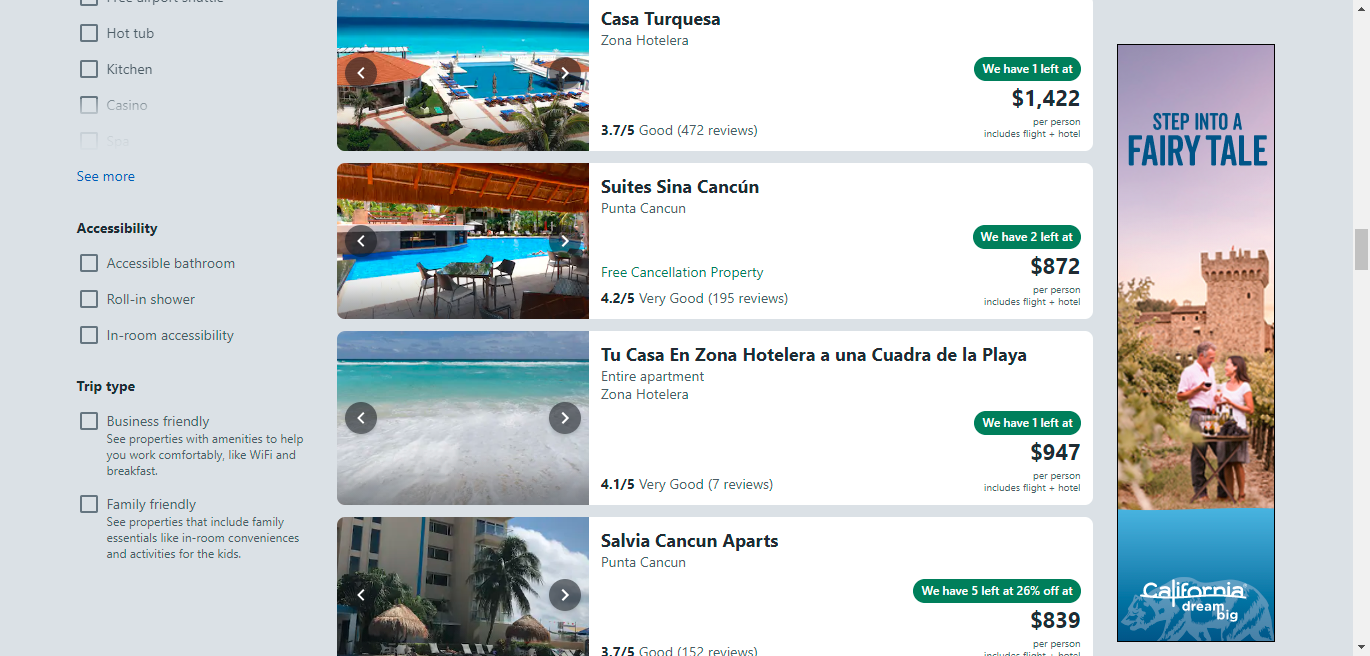 Free airport shuttle
Hot tub
Kitchen
Casino
Spa
See more
Accessibility
Accessible bathroom
Roll-in shower
In-room accessibility
Trip type
Business friendly
See properties with amenities to help
you work comfortably, like WiFi and
breakfast.
Family friendly
See properties that include family
essentials like in-room conveniences
and activities for the kids.
Casa Turquesa
Zona Hotelera
We have 1 left at
$1,422
per person
includes flight + hotel
3.7/5 Good (472 reviews)
Suites Sina Cancún
Punta Cancun
We have 2 left at
$872
per person
includes flight + hotel
Free Cancellation Property
4.2/5 Very Good (195 reviews)
Tu Casa En Zona Hotelera a una Cuadra de la Playa
Entire apartment
Zona Hotelera
We have 1 left at
$947
per person
includes flight + hotel
4.1/5 Very Good (7 reviews)
Salvia Cancun Aparts
Punta Cancun
We have 5 left at 26% off at
$839
per person
includes flight + hotel
3.7/5 Good (152 reviews)
STEP INTO A
FAIRY TALE
California
dream
big